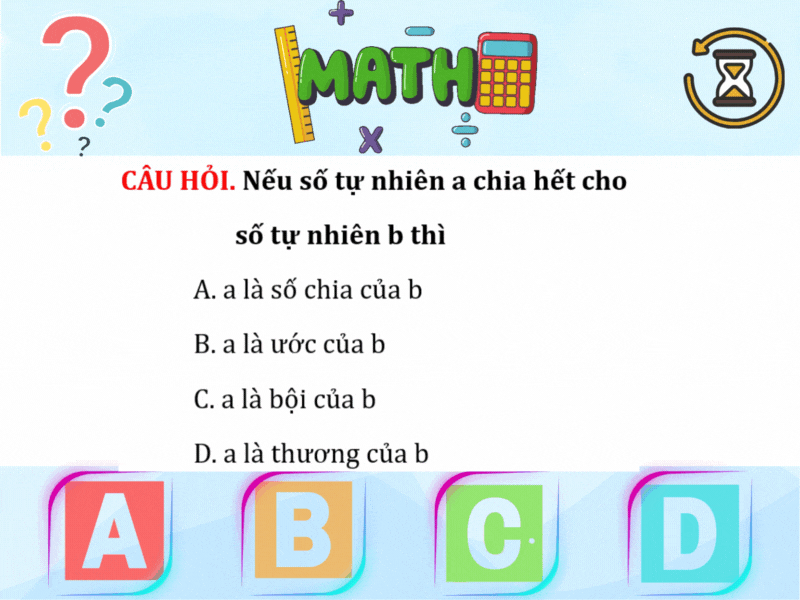 MATH
CÂU HỎI. Nếu số tự nhiên a chia hết cho
số tự nhiên b thì
A. a là số chia của b
B. a là ước của b
C. a là bội của b
D. a là thương của b
A B C D